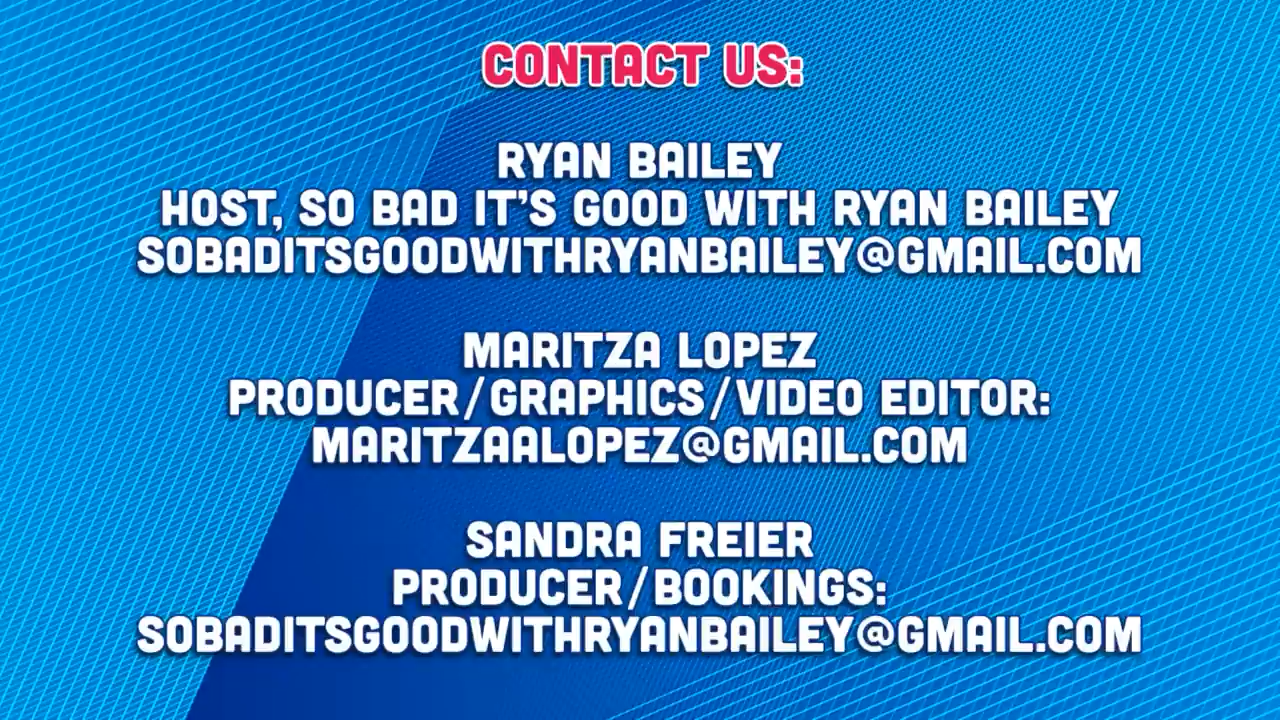 CONTACT US:
RYAN BAILEY
HOST, SO BAD IT'S GOOD WITH RYAN BAILEY
SOBADITSGOODWITHRYANBAILEY@GMAIL.COM
MARITZA LOPEZ
PRODUCER/GRAPHICS/VIDEO EDITOR:
MARITZAALOPEZ@GMAIL.COM
SANDRA FREIER
PRODUCER/BOOKINGS:
SOBADITSGOODWITHRYANBAILEY@GMAIL.COM